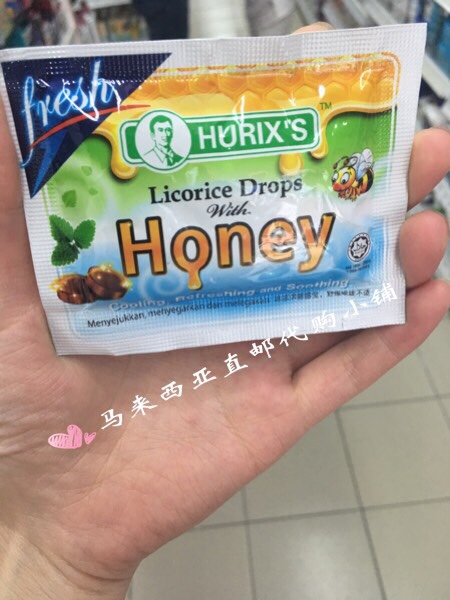 fresh
HURIX'S
TM
Licorice Drops
With
Honey
Cooling, Refreshing and Soothing
Menyejukkan, menyegarkan dan melegakan
马来西亚直邮代购小铺